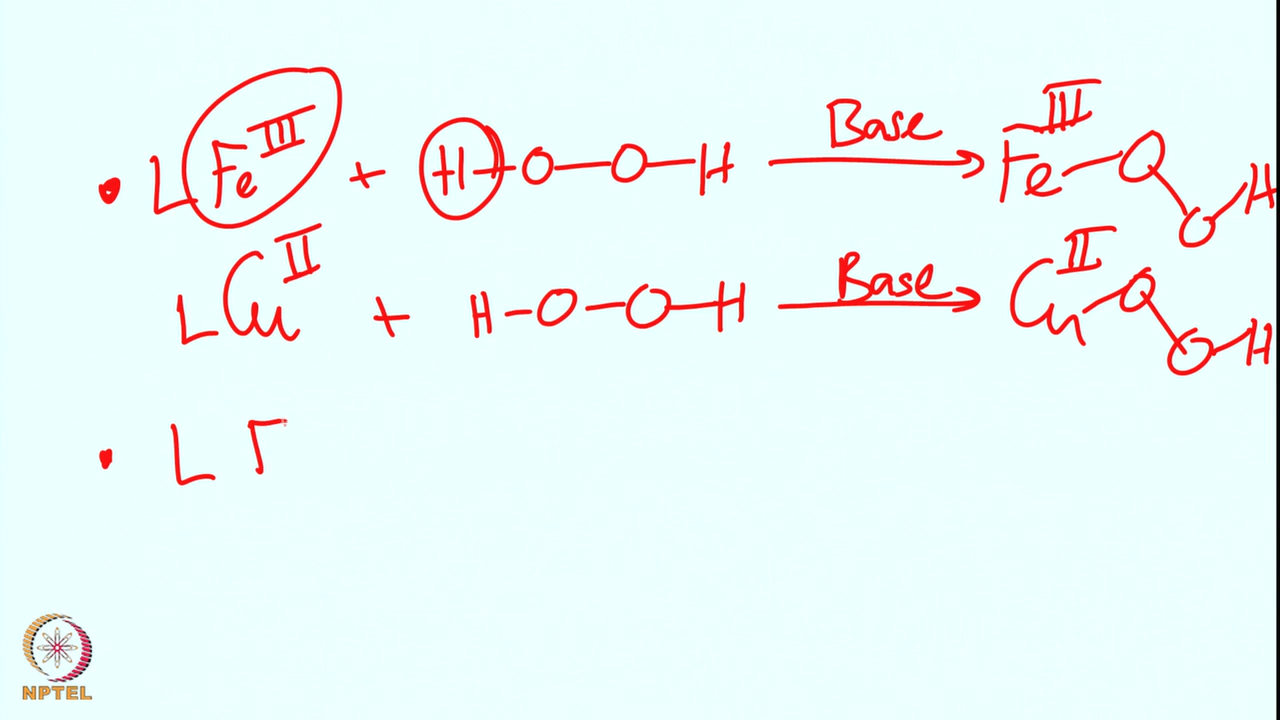 • L Fe^III + H–O–O–H Base → Fe^III–O–O–H
L Cu^II + H–O–O–H Base → Cu^II–O–O–H
• L
NPTEL